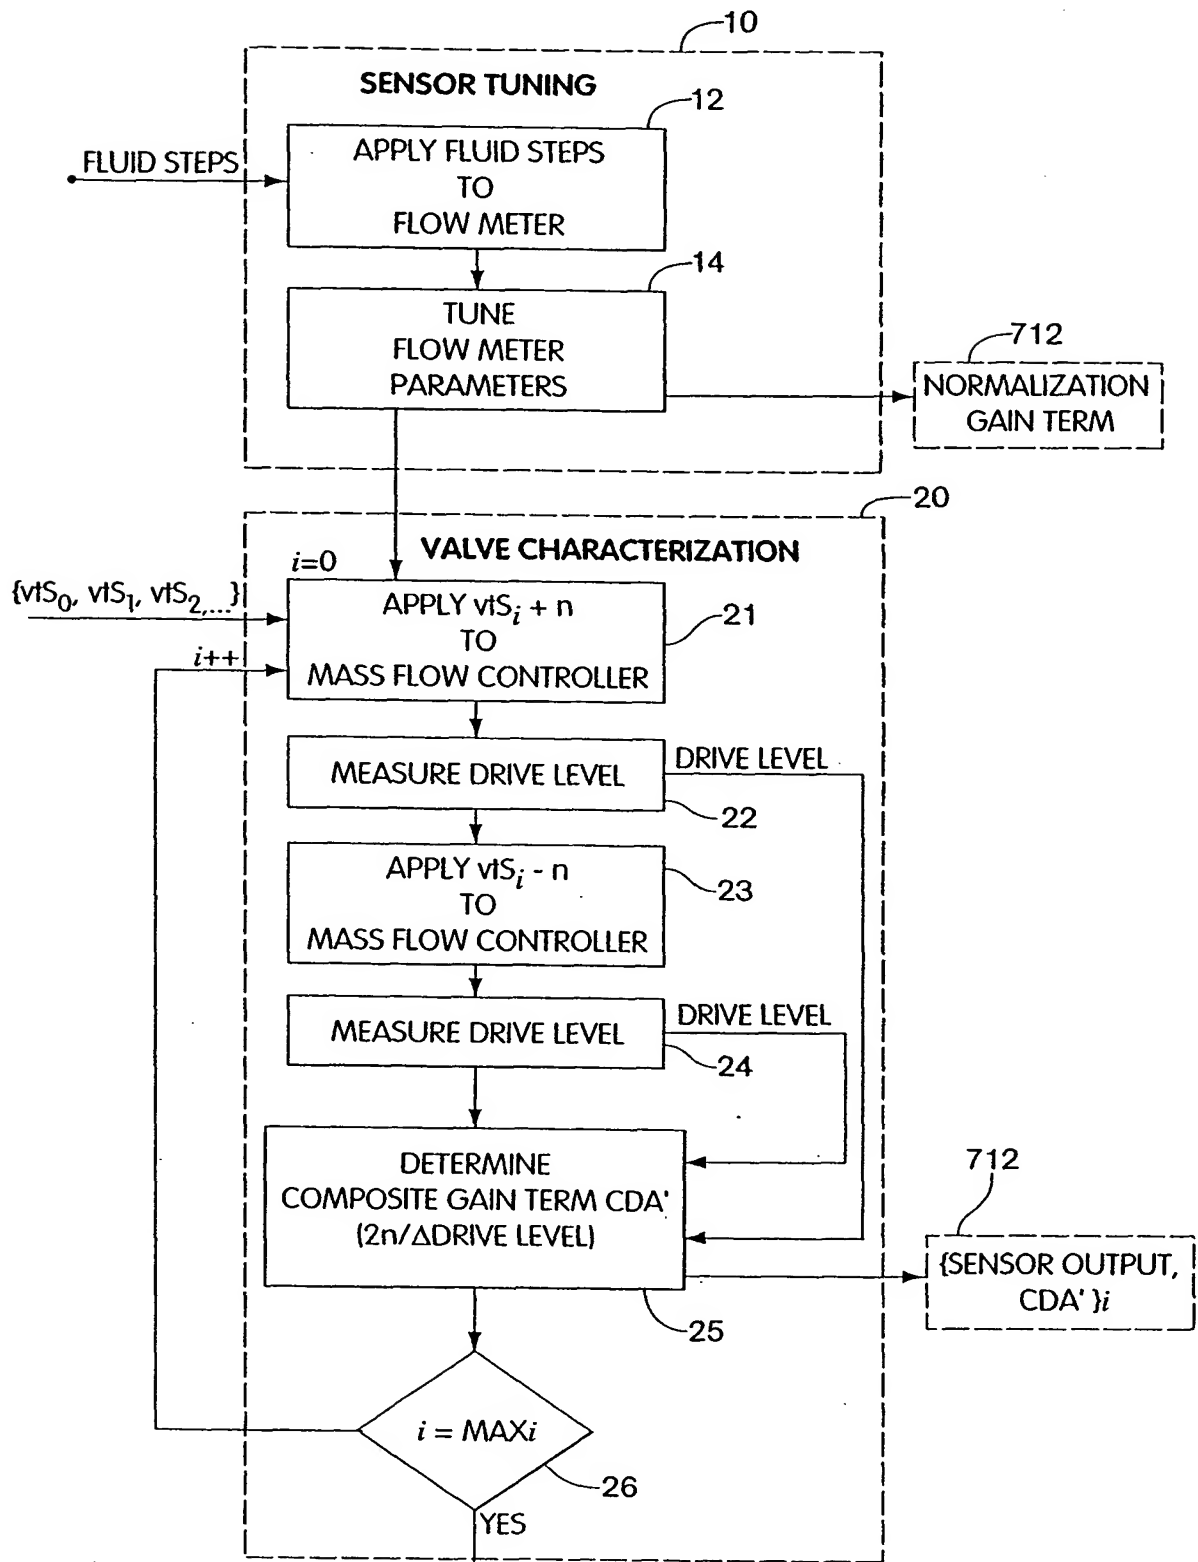 10
SENSOR TUNING
12
FLUID STEPS
APPLY FLUID STEPS
TO
FLOW METER
14
TUNE
FLOW METER
PARAMETERS
712
NORMALIZATION
GAIN TERM
20
VALVE CHARACTERIZATION
i=0
{vtS0, vtS1, vtS2,...}
APPLY vtSi + n
TO
MASS FLOW CONTROLLER
21
i++
MEASURE DRIVE LEVEL
DRIVE LEVEL
22
APPLY vtSi - n
TO
MASS FLOW CONTROLLER
23
MEASURE DRIVE LEVEL
DRIVE LEVEL
24
DETERMINE
COMPOSITE GAIN TERM CDA'
(2n/ΔDRIVE LEVEL)
25
712
{SENSOR OUTPUT,
CDA' }i
i = MAXi
26
YES